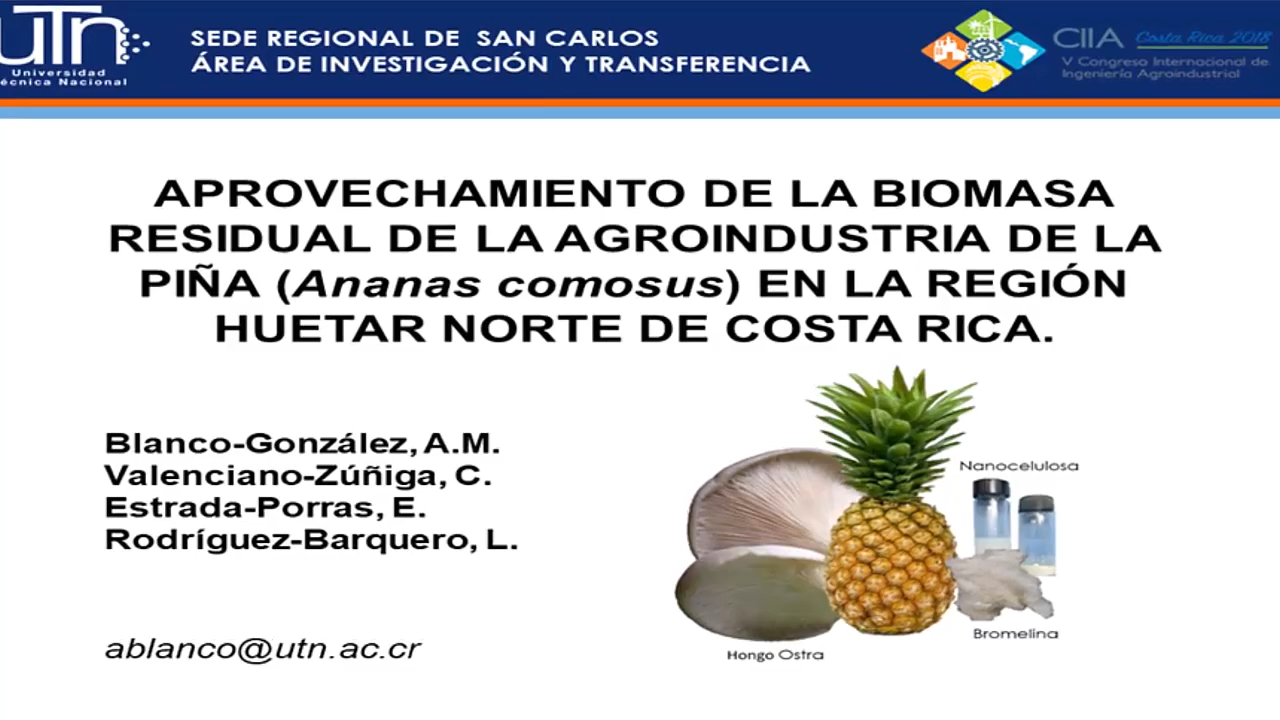 uTn
Universidad
écnica Nacional
SEDE REGIONAL DE SAN CARLOS
ÁREA DE INVESTIGACIÓN Y TRANSFERENCIA
CIIA Costa Rica 2018
V Congreso Internacional de
Ingeniería Agroindustrial
APROVECHAMIENTO DE LA BIOMASA
RESIDUAL DE LA AGROINDUSTRIA DE LA
PIÑA (Ananas comosus) EN LA REGIÓN
HUETAR NORTE DE COSTA RICA.
Blanco-González, A.M.
Valenciano-Zúñiga, C.
Estrada-Porras, E.
Rodríguez-Barquero, L.
ablanco@utn.ac.cr
Nanocelulosa
Bromelina
Hongo Ostra